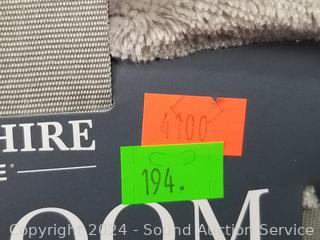 4100
HIRE
E®
194.
OOM
Copyright 2024 - Sound Auction Service